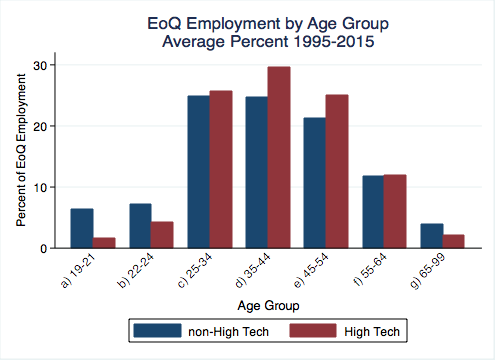 EoQ Employment by Age Group
Average Percent 1995-2015
Percent of EoQ Employment
30
20
10
0
a) 19-21
b) 22-24
c) 25-34
d) 35-44
e) 45-54
f) 55-64
g) 65-99
Age Group
non-High Tech
High Tech